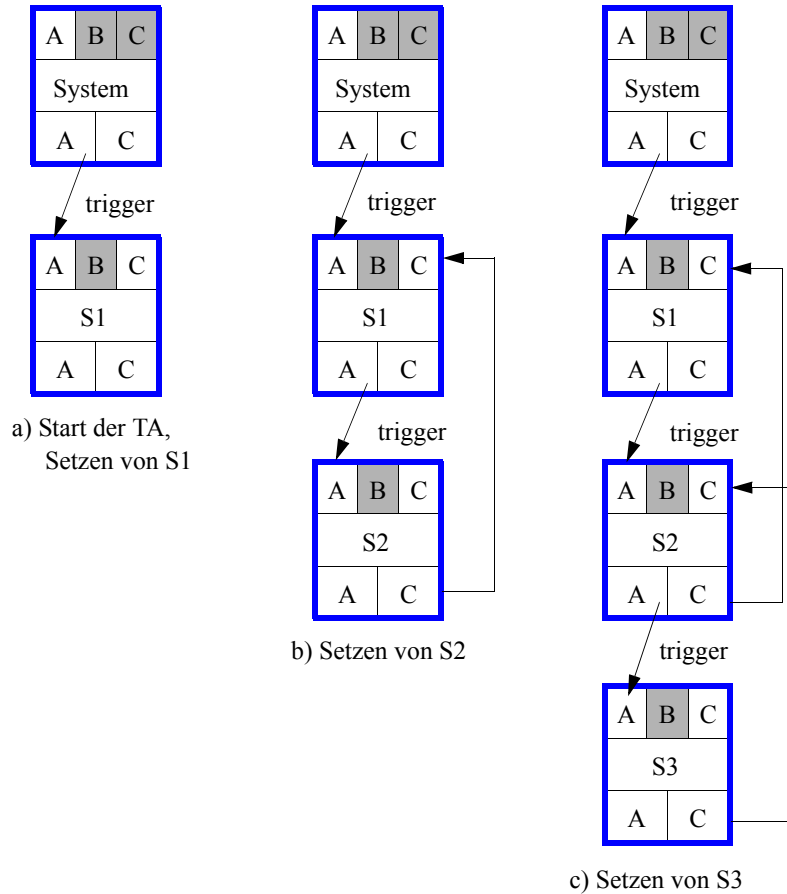 A B C
System
A C
trigger
A B C
S1
A C
a) Start der TA,
Setzen von S1
A B C
System
A C
trigger
A B C
S1
A C
trigger
A B C
S2
A C
b) Setzen von S2
A B C
System
A C
trigger
A B C
S1
A C
trigger
A B C
S2
A C
trigger
A B C
S3
A C
c) Setzen von S3